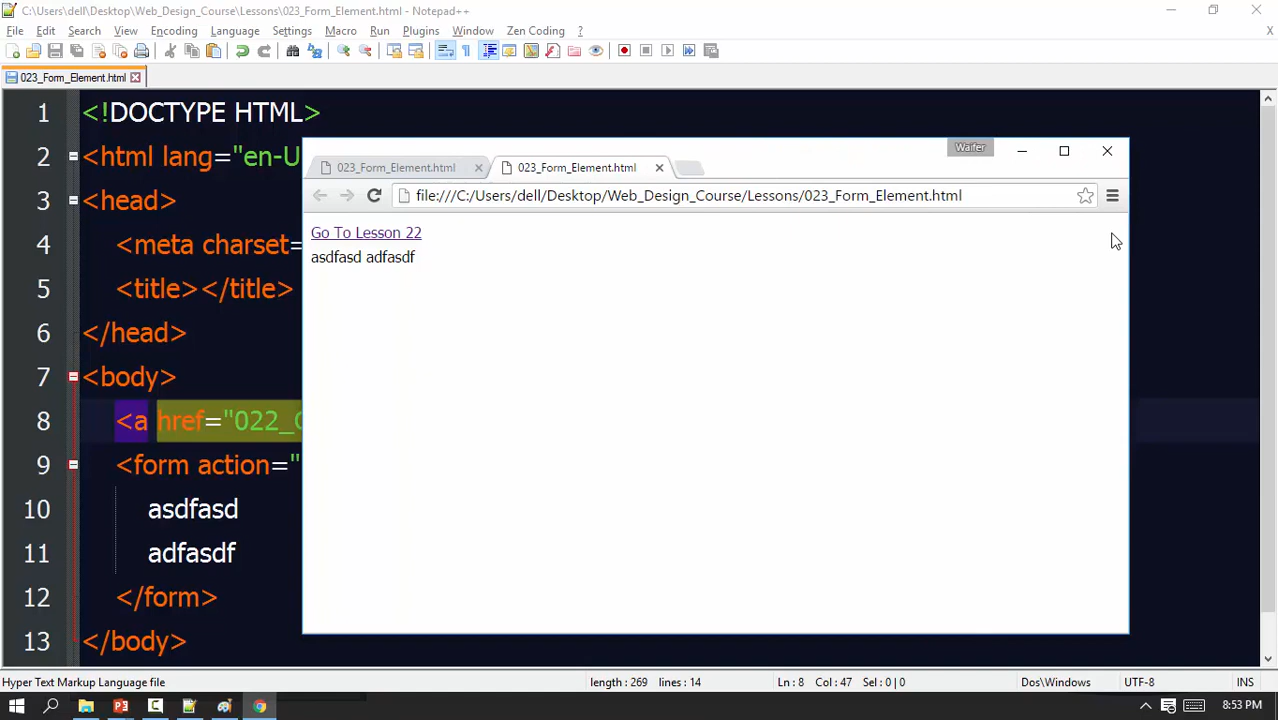 C:\Users\dell\Desktop\Web_Design_Course\Lessons\023_Form_Element.html - Notepad++
File Edit Search View Encoding Language Settings Macro Run Plugins Window Zen Coding ? X
023_Form_Element.html
1 <!DOCTYPE HTML>
2 <html lang="en-U
3 <head>
4 <meta charset=
5 <title></title>
6 </head>
7 <body>
8 <a href="022_
9 <form action="
10 asdfasd
11 adfasdf
12 </form>
13 </body>
Waifer
023_Form_Element.html 023_Form_Element.html
file:///C:/Users/dell/Desktop/Web_Design_Course/Lessons/023_Form_Element.html
Go To Lesson 22
asdfasd adfasdf
Hyper Text Markup Language file length : 269 lines : 14 Ln : 8 Col : 47 Sel : 0 | 0 Dos\Windows UTF-8 INS
8:53 PM